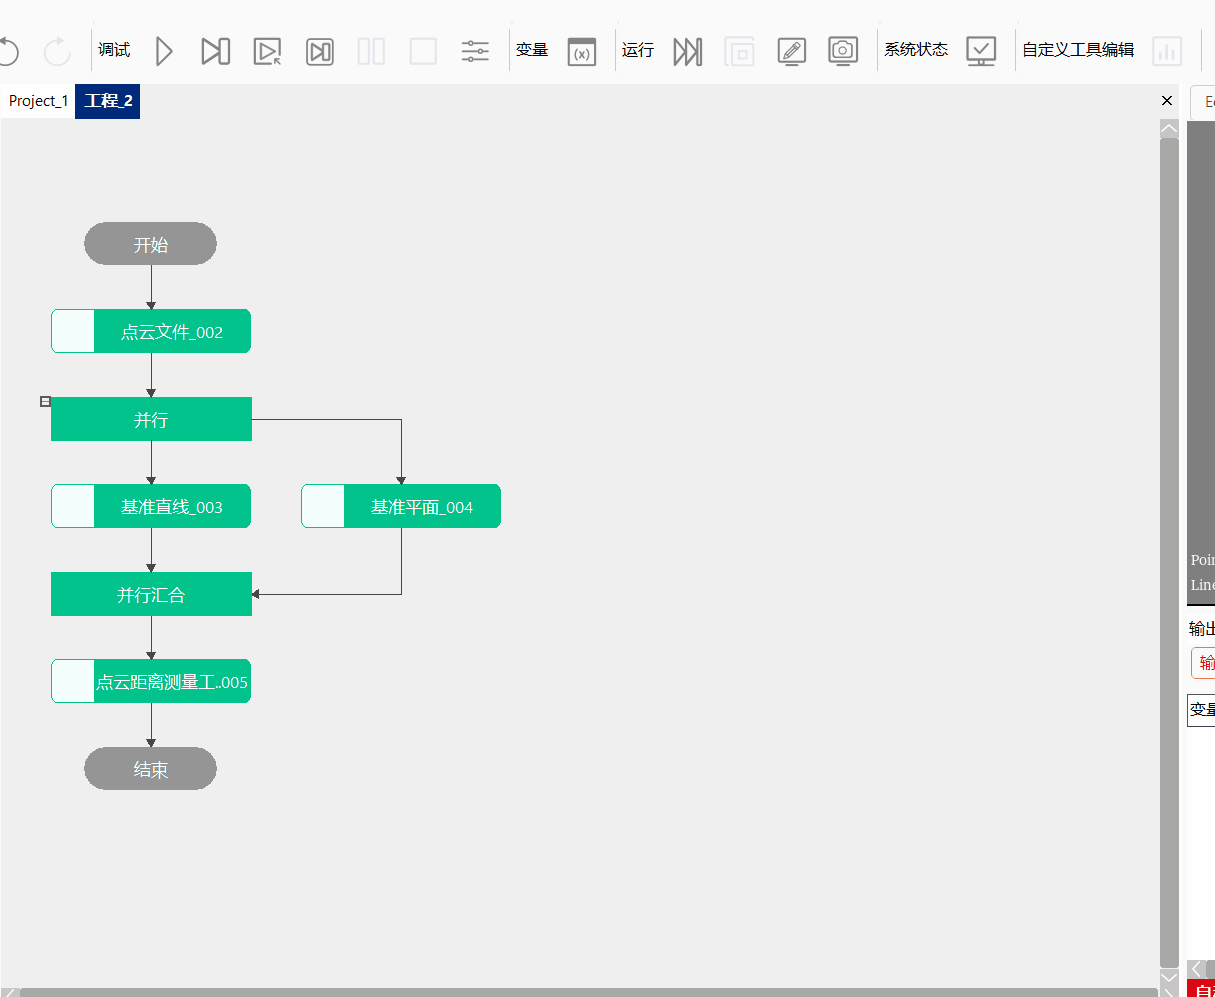 调试
变量
(x)
运行
系统状态
自定义工具编辑
Project_1
工程_2
开始
点云文件_002
并行
基准直线_003
基准平面_004
并行汇合
点云距离测量工..005
结束
Poin
Line
输出
输
变量